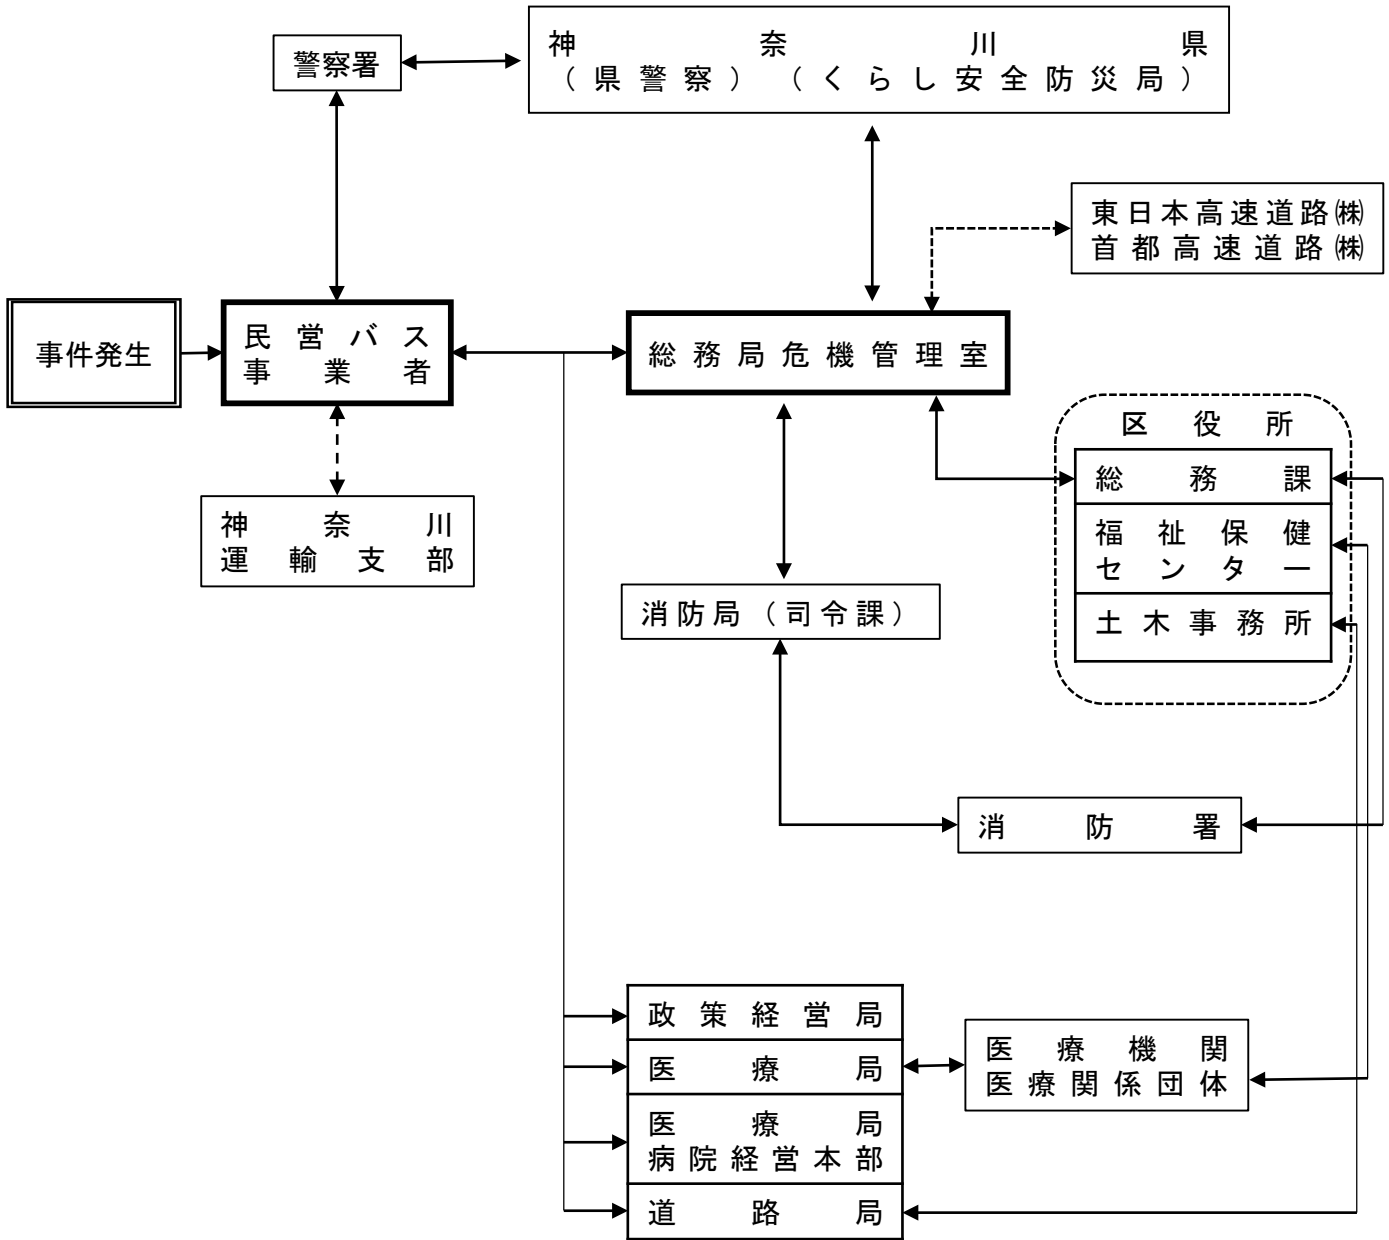 警察署
神奈川県
（県警察）（くらし安全防災局）
東日本高速道路㈱
首都高速道路㈱
事件発生
民営バス
事業者
総務局危機管理室
区役所
総務課
福祉保健
センター
土木事務所
神奈川
運輸支部
消防局（司令課）
消防署
政策経営局
医療局
医療局
病院経営本部
道路局
医療機関
医療関係団体